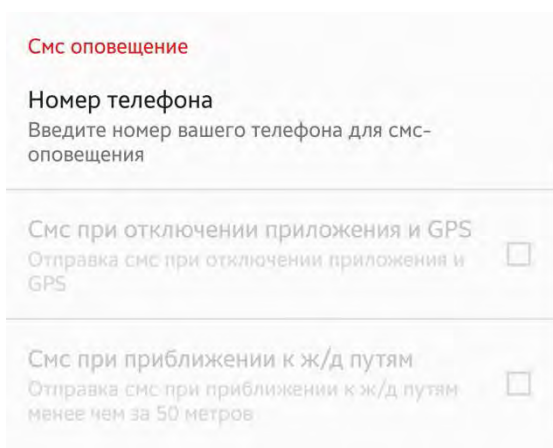 Смс оповещение
Номер телефона
Введите номер вашего телефона для смс-
оповещения
Смс при отключении приложения и GPS
Отправка смс при отключении приложения и
GPS
Смс при приближении к ж/д путям
Отправка смс при приближении к ж/д путям
менее чем за 50 метров